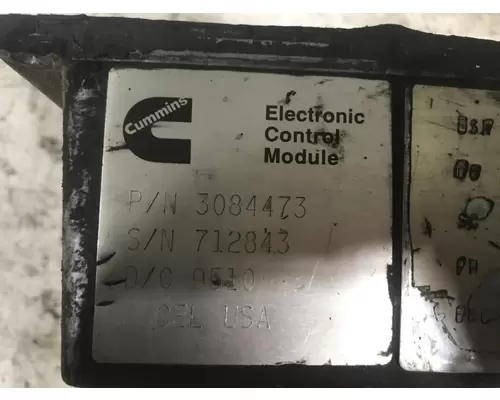 Cummins
Electronic
Control
Module
P/N 3084473
S/N 712843
D/C 9510
CEL USA